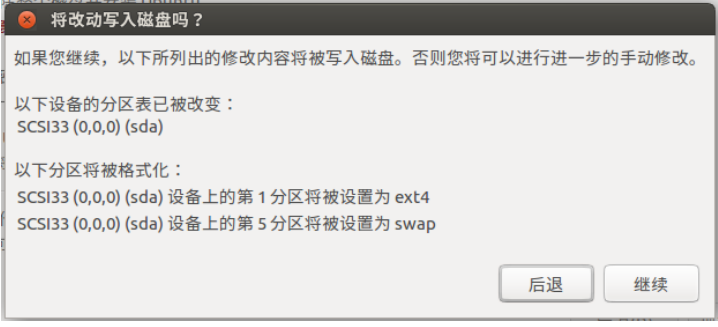 将改动写入磁盘吗？
如果您继续，以下所列出的修改内容将被写入磁盘。否则您将可以进行进一步的手动修改。
以下设备的分区表已被改变：
SCSI33 (0,0,0) (sda)
以下分区将被格式化：
SCSI33 (0,0,0) (sda) 设备上的第 1 分区将被设置为 ext4
SCSI33 (0,0,0) (sda) 设备上的第 5 分区将被设置为 swap
后退
继续